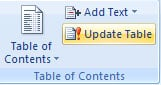 Table of
Contents
Add Text
Update Table
Table of Contents